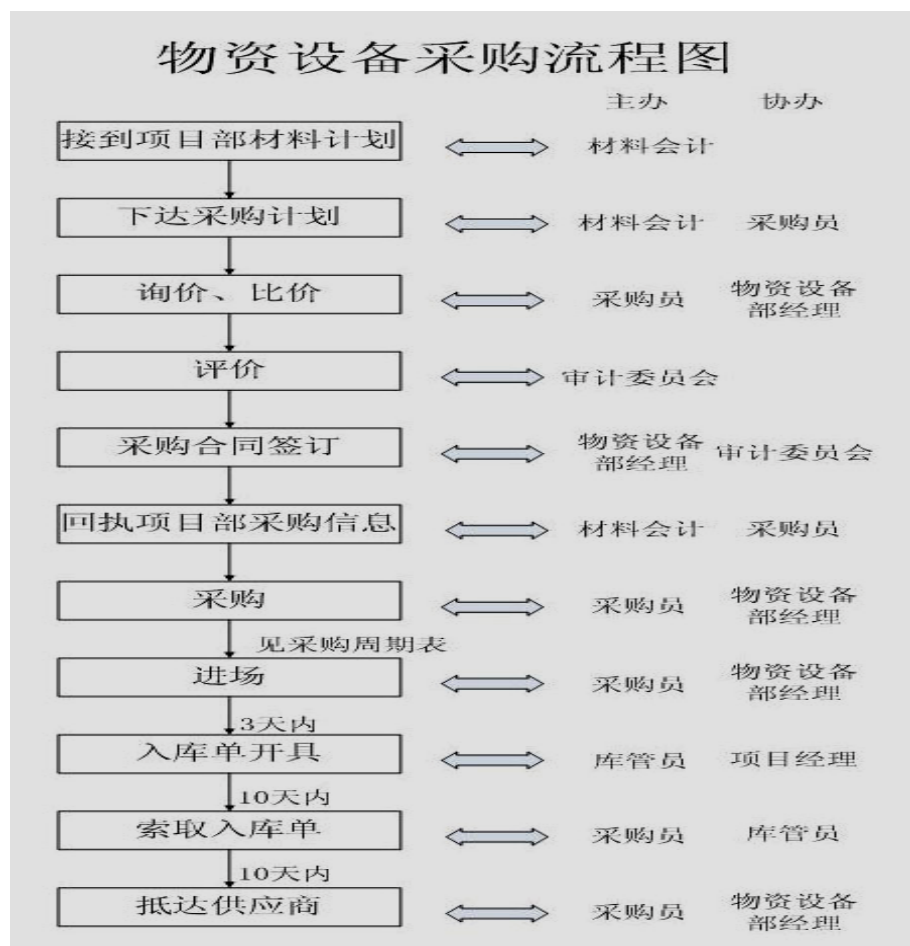 物资设备采购流程图
主办 协办
接到项目部材料计划 材料会计
下达采购计划 材料会计 采购员
询价、比价 采购员 物资设备
部经理
评价 审计委员会
采购合同签订 物资设备
部经理 审计委员会
回执项目部采购信息 材料会计 采购员
采购 采购员 物资设备
部经理
见采购周期表
进场 采购员 物资设备
部经理
3天内
入库单开具 库管员 项目经理
10天内
索取入库单 采购员 库管员
10天内
抵达供应商 采购员 物资设备
部经理